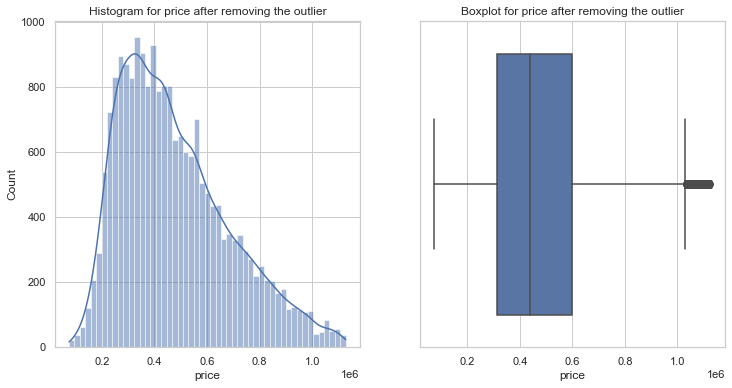 Histogram for price after removing the outlier
Boxplot for price after removing the outlier
1000
800
600
400
200
0
Count
0.2 0.4 0.6 0.8 1.0
1e6
price
0.2 0.4 0.6 0.8 1.0
1e6
price